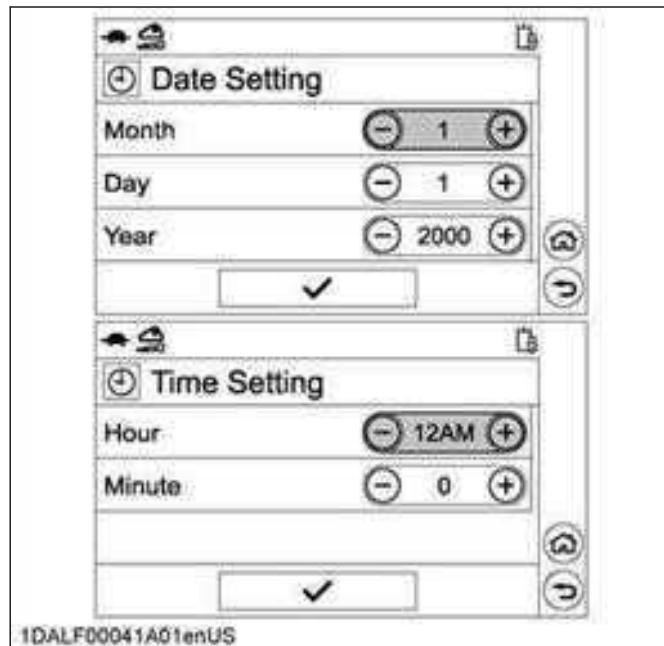 Date Setting
Month - 1 +
Day - 1 +
Year - 2000 +
Time Setting
Hour - 12AM +
Minute - 0 +
1DALF00041A01enUS